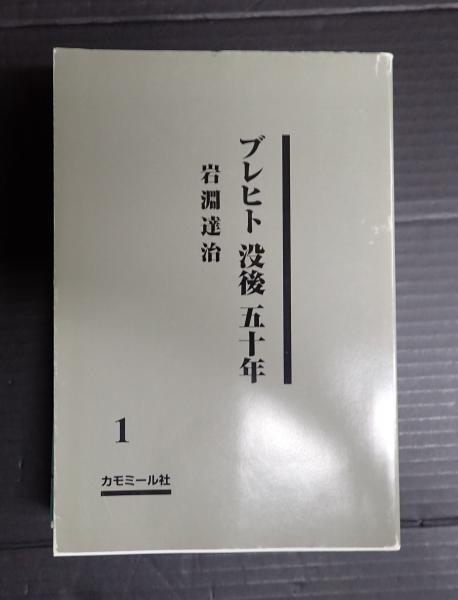 ブレヒト 没後 五十年
岩淵達治
1
カモミール社